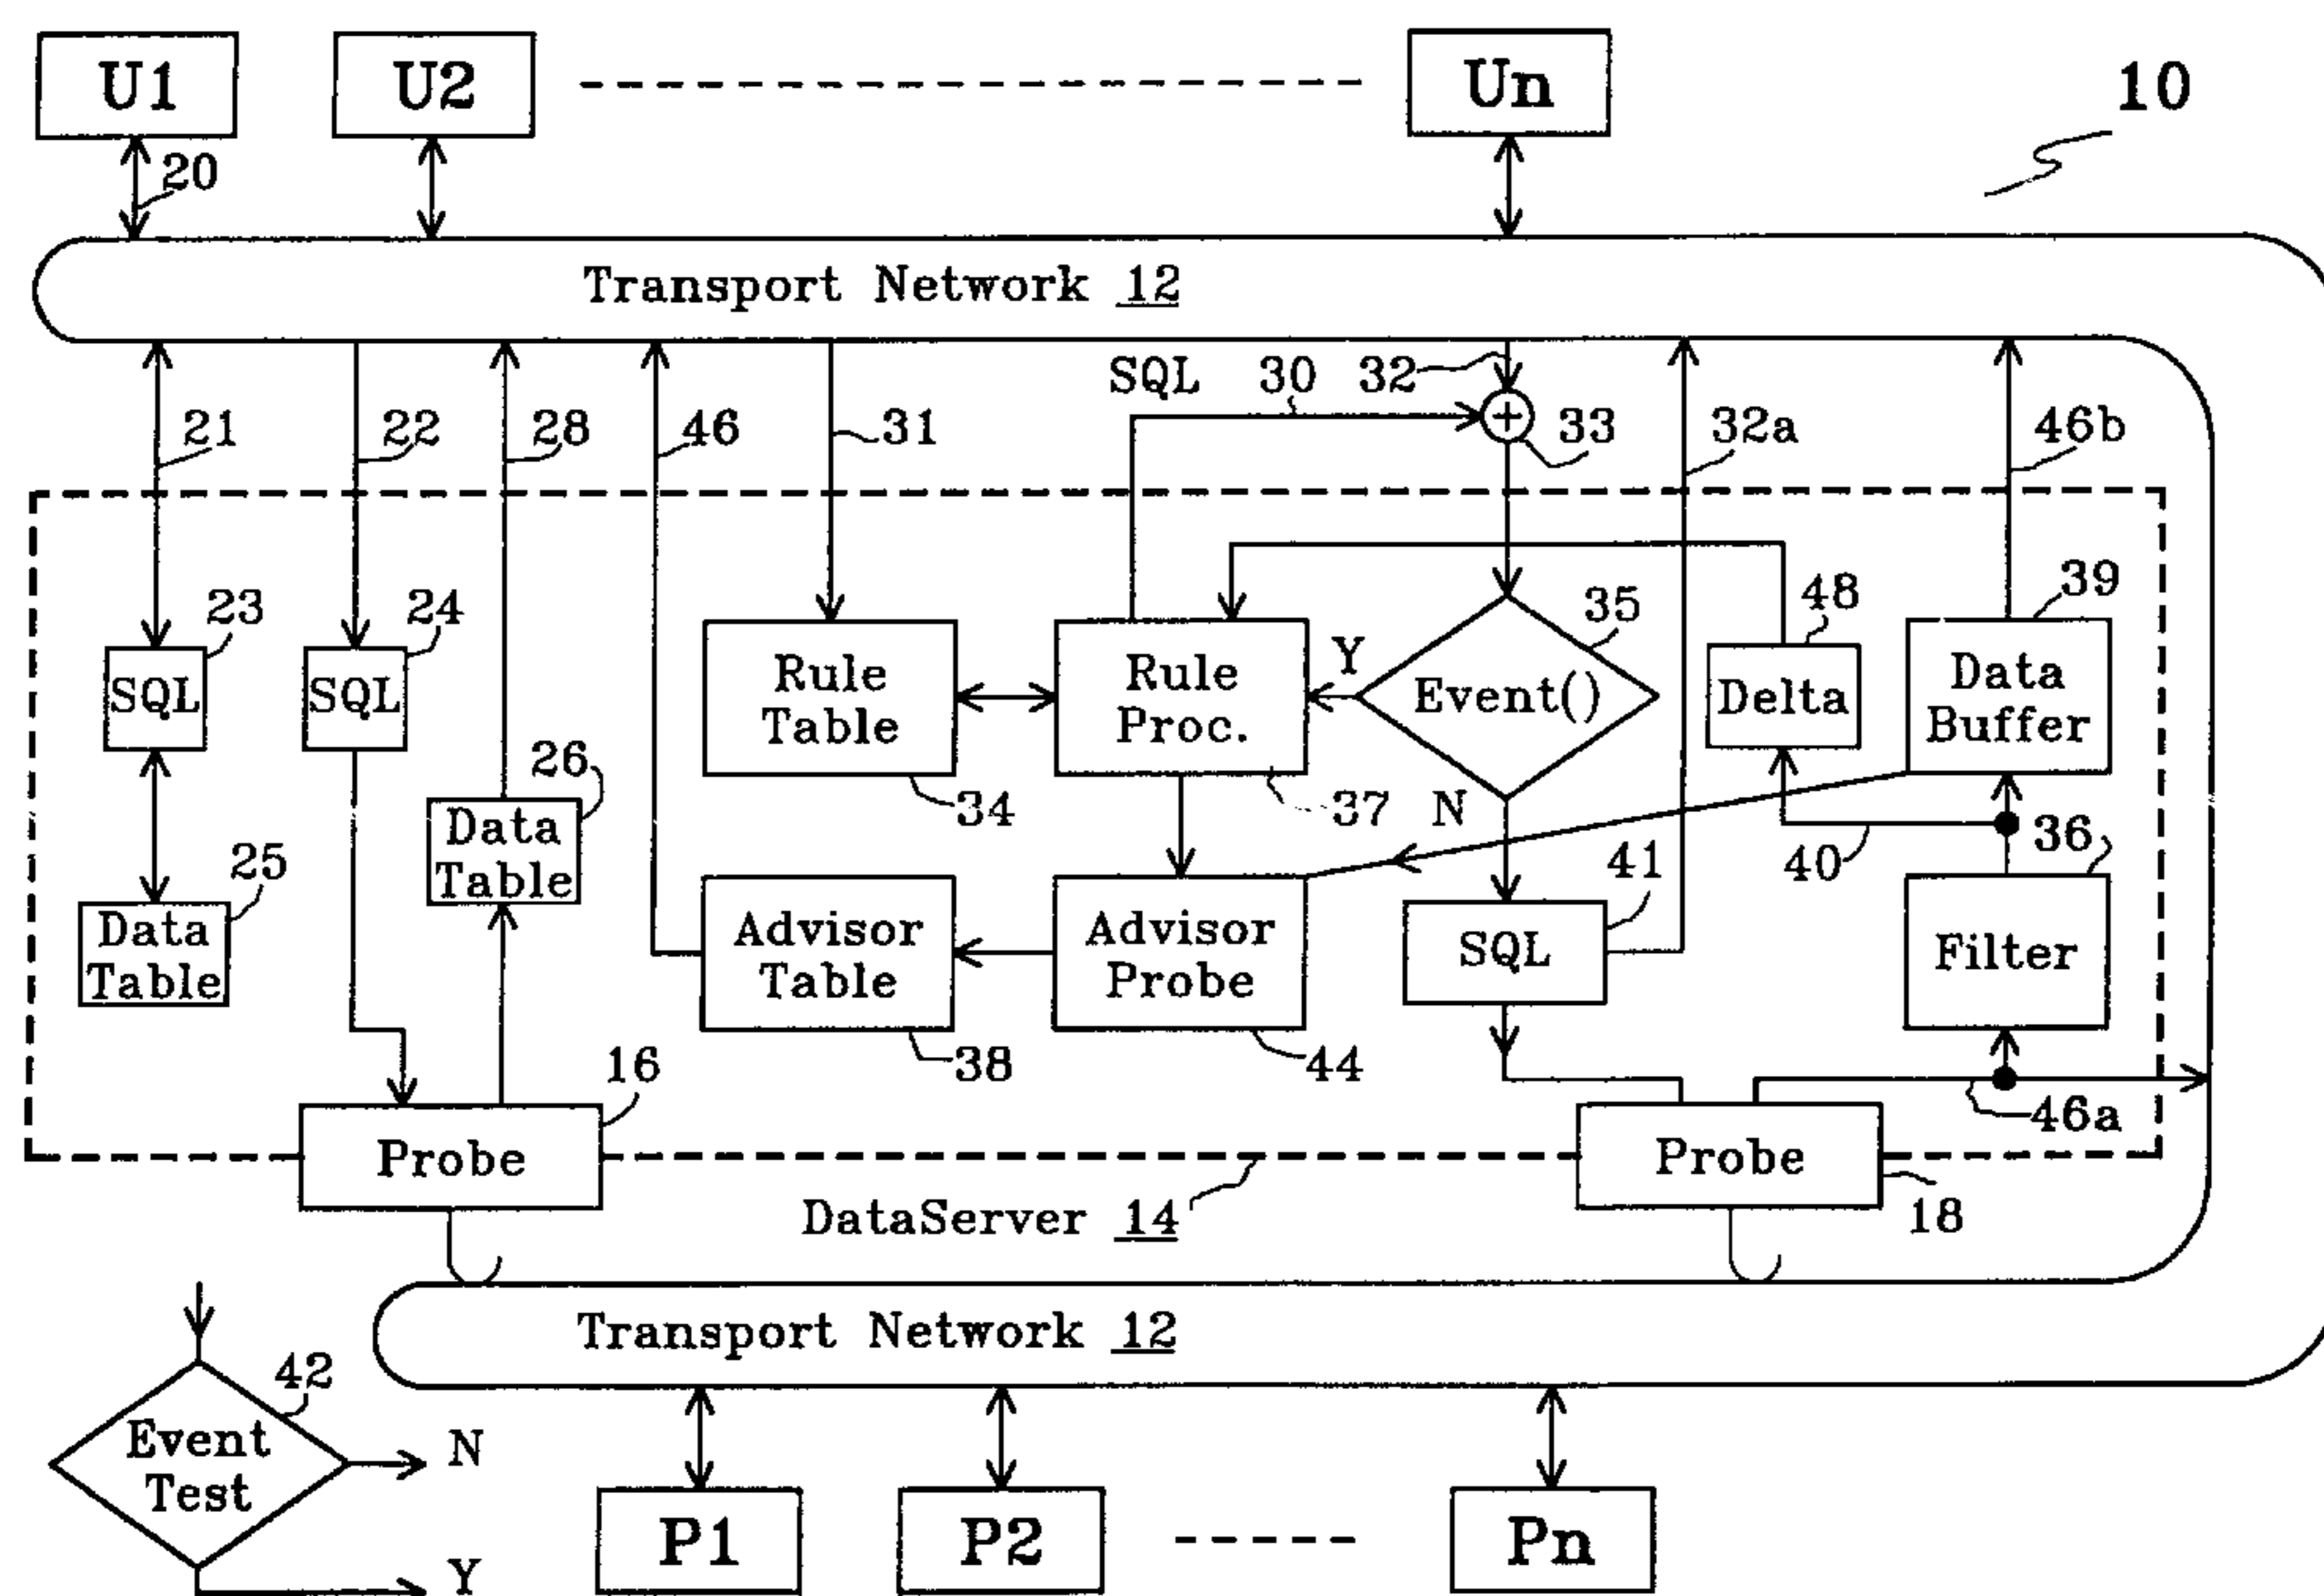 U1 U2 Un 10
20
Transport Network 12
SQL 30 32
21 22 28 46 31 33 32a 46b
23 24 35 48 39
SQL SQL Rule Table Rule Proc. Y Event() Delta Data Buffer
26 34 37 N 40 36
Data Table
25 41
Data Table Advisor Table Advisor Probe SQL Filter
16 38 44 46a
Probe Probe
DataServer 14 18
Transport Network 12
42
Event Test N
P1 P2 Pn
Y